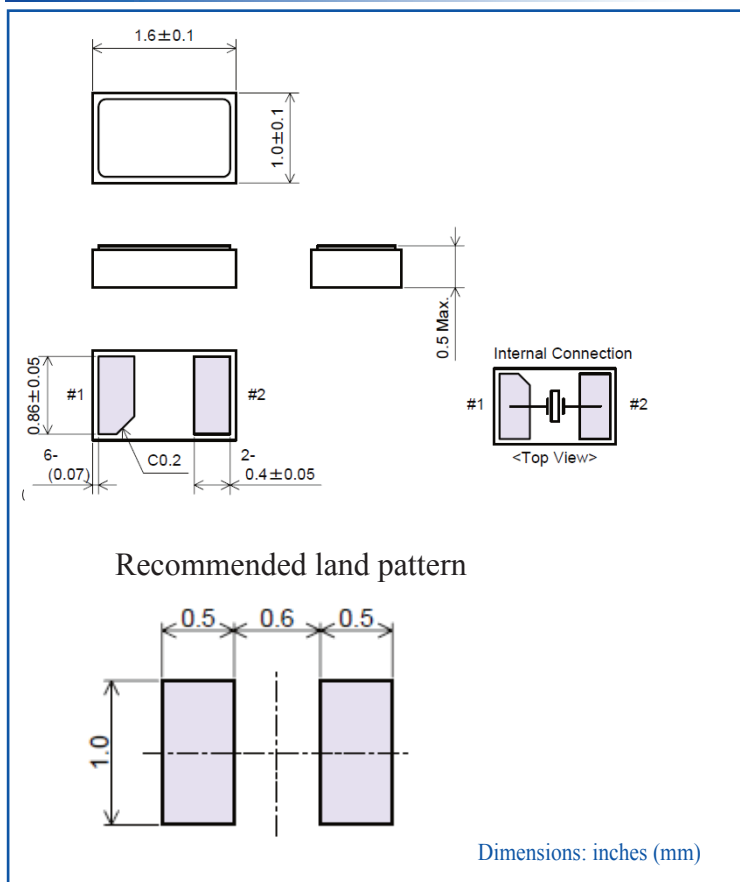 1.6±0.1
1.0±0.1
0.5 Max.
0.86±0.05
#1
#2
6-
(0.07)
C0.2
2-
0.4±0.05
(
Internal Connection
#1
#2
<Top View>
Recommended land pattern
0.5
0.6
0.5
1.0
Dimensions: inches (mm)